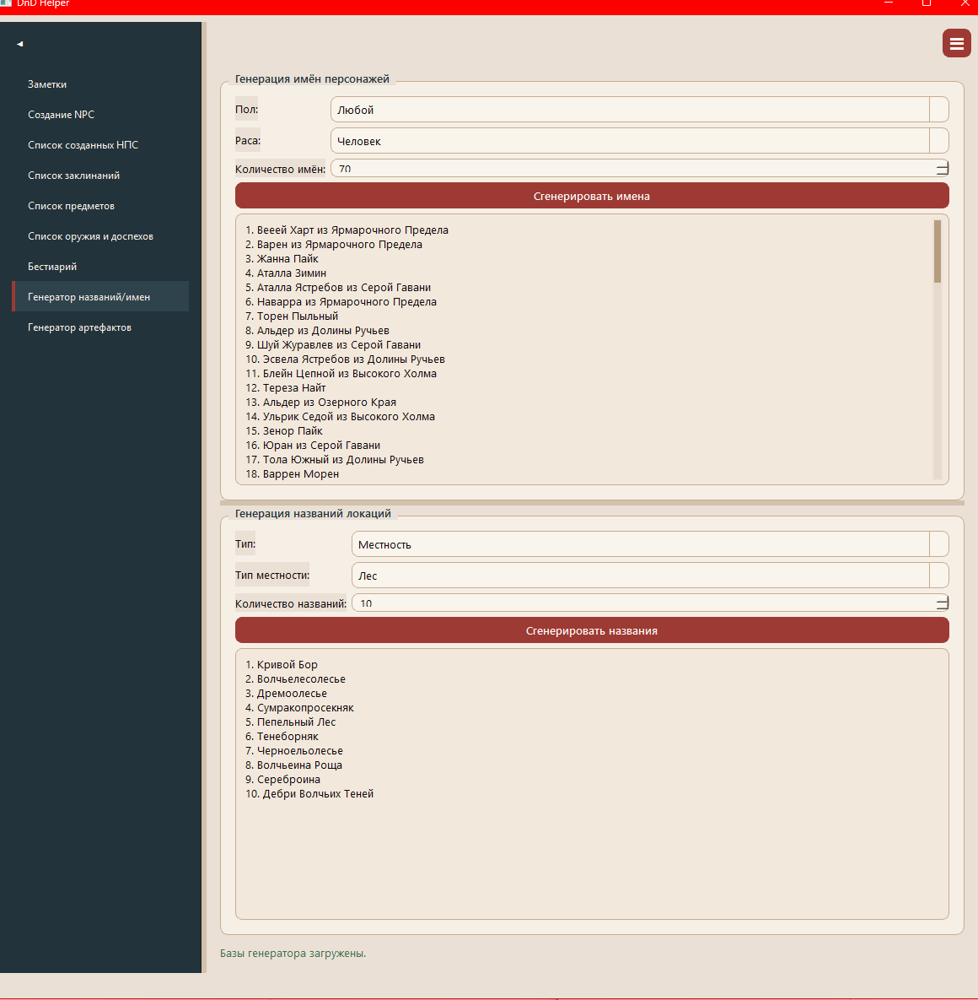 DnD Helper
Заметки
Создание NPC
Список созданных НПС
Список заклинаний
Список предметов
Список оружия и доспехов
Бестиарий
Генератор названий/имен
Генератор артефактов
Генерация имён персонажей
Пол: Любой
Раса: Человек
Количество имён: 70
Сгенерировать имена
1. Вееей Харт из Ярмарочного Предела
2. Варен из Ярмарочного Предела
3. Жанна Пайк
4. Аталла Зимин
5. Аталла Ястребов из Серой Гавани
6. Наварра из Ярмарочного Предела
7. Торен Пыльный
8. Альдер из Долины Ручьев
9. Шуй Журавлев из Серой Гавани
10. Эсвела Ястребов из Долины Ручьев
11. Блейн Цепной из Высокого Холма
12. Тереза Найт
13. Альдер из Озерного Края
14. Ульрик Седой из Высокого Холма
15. Зенор Пайк
16. Юран из Серой Гавани
17. Тола Южный из Долины Ручьев
18. Варрен Морен
Генерация названий локаций
Тип: Местность
Тип местности: Лес
Количество названий: 10
Сгенерировать названия
1. Кривой Бор
2. Волчьелесолесье
3. Дремоолесье
4. Сумракопросекняк
5. Пепельный Лес
6. Тенеборняк
7. Черноельолесье
8. Волчьеина Роща
9. Сереброина
10. Дебри Волчьих Теней
Базы генератора загружены.